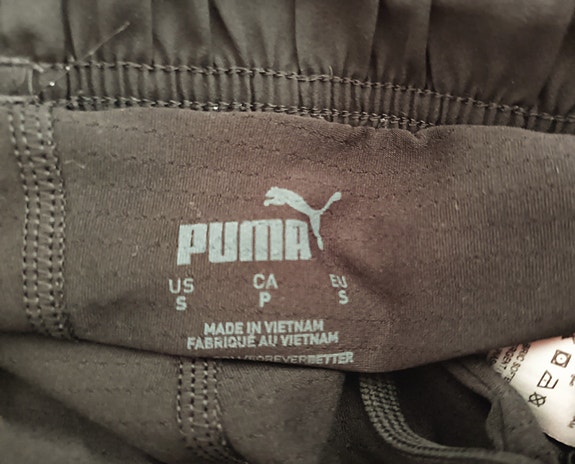 PUMA
US CA EU
S P S
MADE IN VIETNAM
FABRIQUÉ AU VIETNAM
FOREVERBETTER